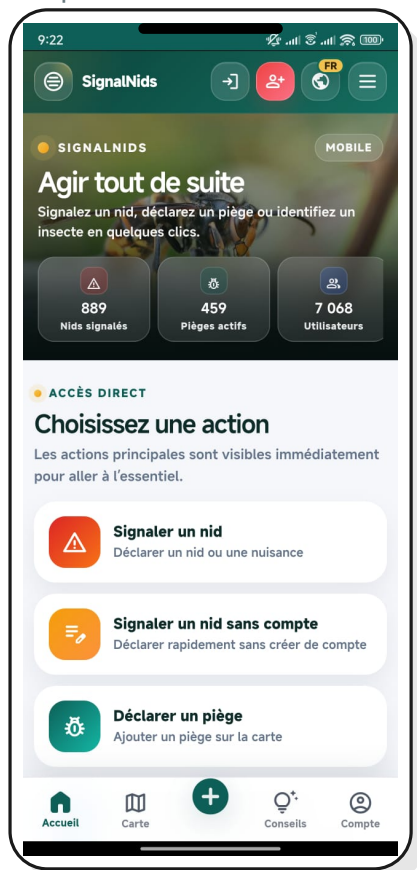 9:22
100
SignalNids
FR
SIGNALNIDS
MOBILE
Agir tout de suite
Signalez un nid, déclarez un piège ou identifiez un
insecte en quelques clics.
889
Nids signalés
459
Pièges actifs
7 068
Utilisateurs
ACCÈS DIRECT
Choisissez une action
Les actions principales sont visibles immédiatement
pour aller à l'essentiel.
Signaler un nid
Déclarer un nid ou une nuisance
Signaler un nid sans compte
Déclarer rapidement sans créer de compte
Déclarer un piège
Ajouter un piège sur la carte
Accueil
Carte
Conseils
Compte